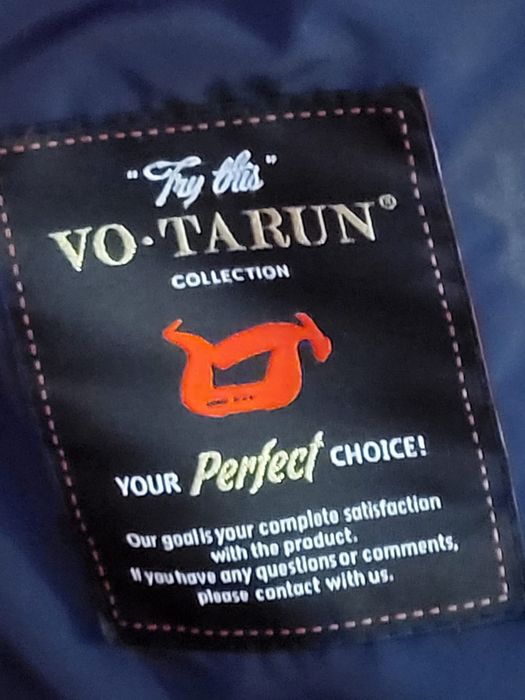 "Try this"
VO·TARUN®
COLLECTION
YOUR Perfect CHOICE!
Our goal is your complete satisfaction
with the product.
If you have any questions or comments,
please contact with us.